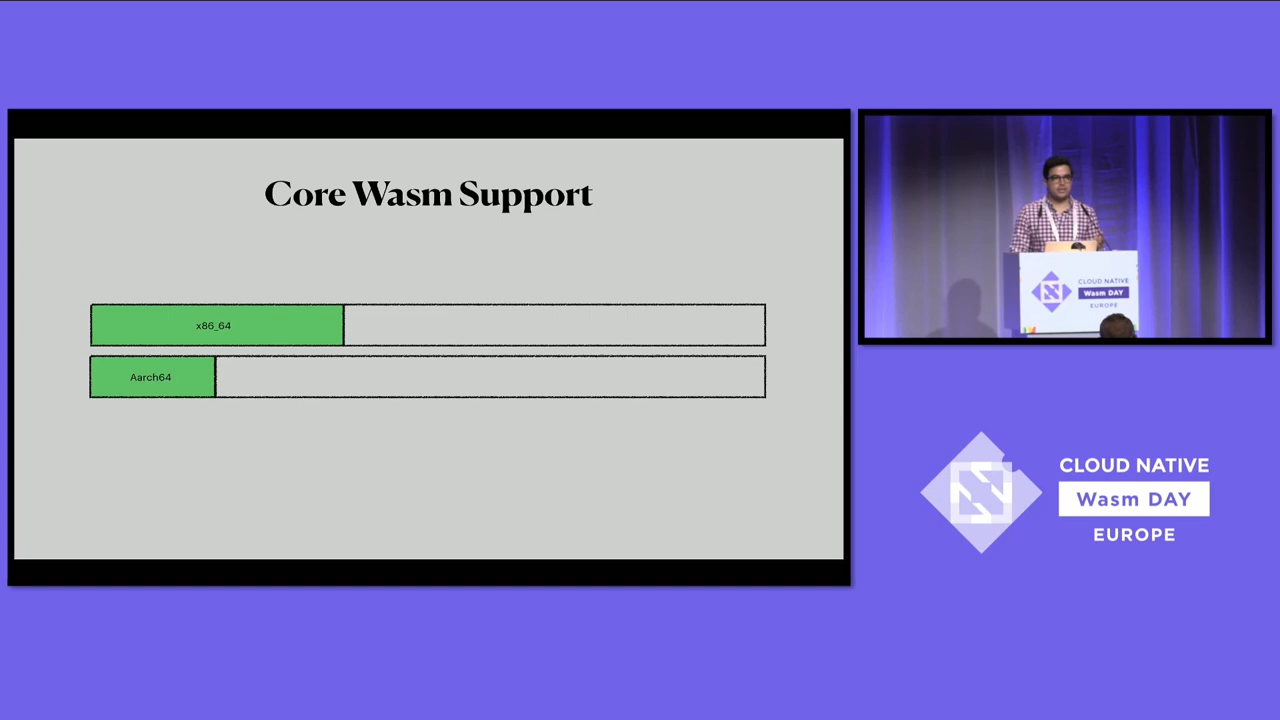 Core Wasm Support
x86_64
Aarch64
CLOUD NATIVE
Wasm DAY
EUROPE
CLOUD NATIVE
Wasm DAY
EUROPE